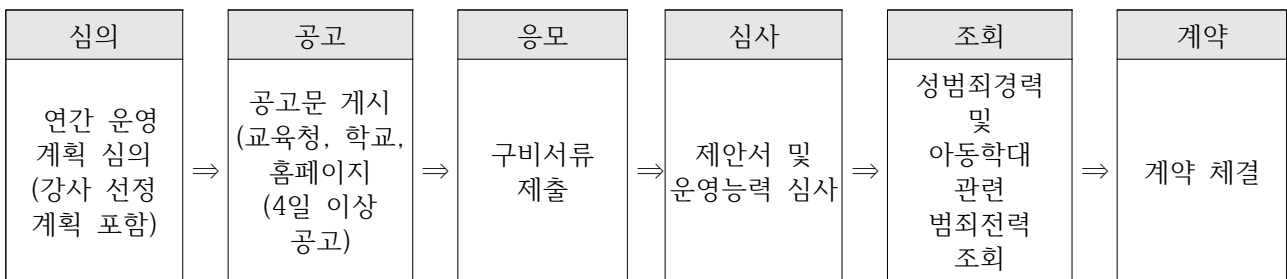 심의
연간 운영
계획 심의
(강사 선정
계획 포함)
⇒
공고
공고문 게시
(교육청, 학교,
홈페이지
(4일 이상
공고)
⇒
응모
구비서류
제출
⇒
심사
제안서 및
운영능력 심사
⇒
조회
성범죄경력
및
아동학대
관련
범죄전력
조회
⇒
계약
계약 체결